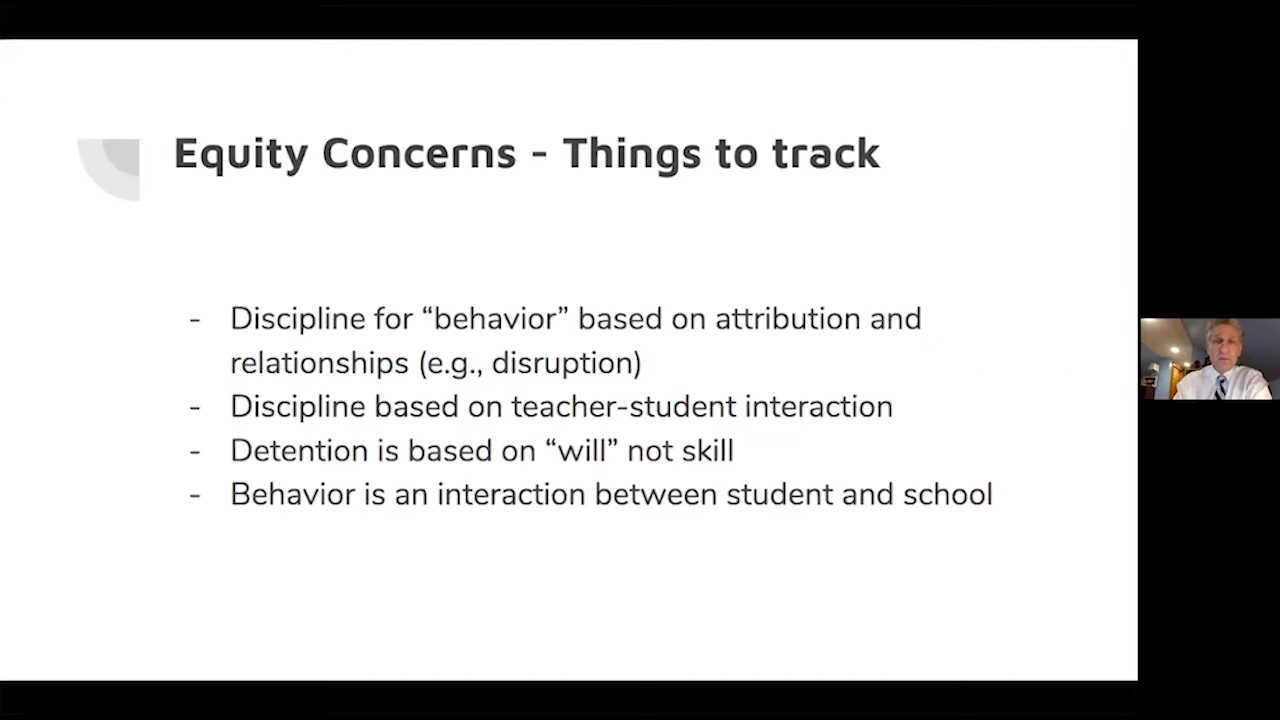 Equity Concerns - Things to track
- Discipline for “behavior” based on attribution and
relationships (e.g., disruption)
- Discipline based on teacher-student interaction
- Detention is based on “will” not skill
- Behavior is an interaction between student and school